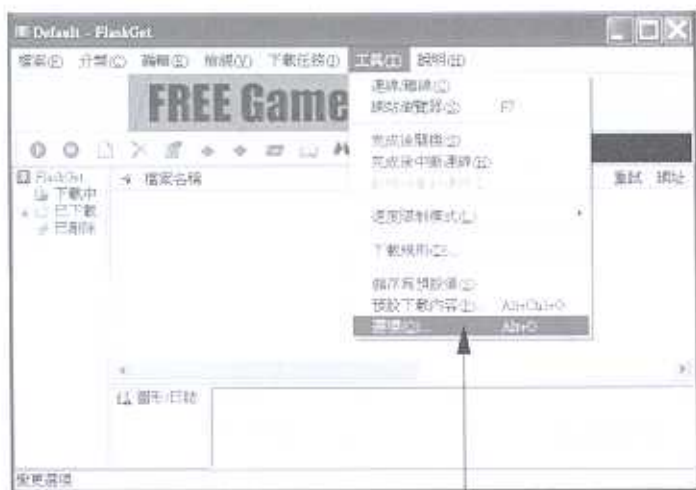 Default - FlashGet
檔案(F) 分類(C) 編輯(E) 檢視(V) 下載任務(J) 工具(T) 說明(H)
FREE Game
連線/離線(C)
網站瀏覽器(S) F7
完成後關機(D)
完成後中斷連線(H)
速度限制模式(L)
下載規則(Z)...
儲存為預設值(S)
預設下載內容(P)... Alt+Ctrl+O
選項(O)... Alt+O
FlashGet
下載中
已下載
已刪除
檔案名稱
重試 網址
圖形/日誌
變更選項